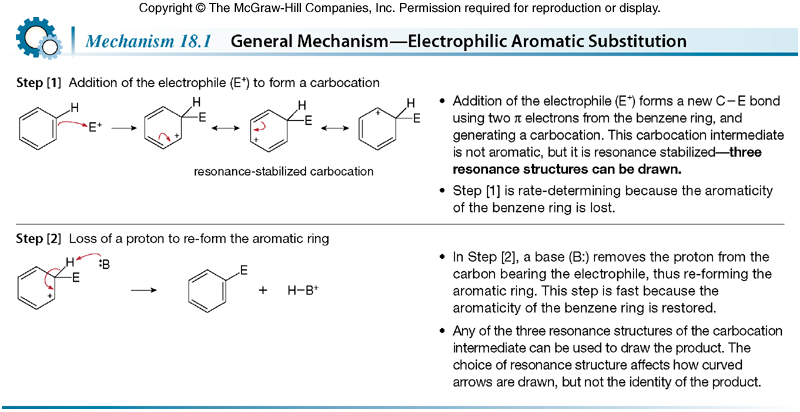 Copyright © The McGraw-Hill Companies, Inc. Permission required for reproduction or display.
Mechanism 18.1 General Mechanism—Electrophilic Aromatic Substitution
Step [1] Addition of the electrophile (E⁺) to form a carbocation
H
E⁺
H
E
+
H
E
+
H
E
+
resonance-stabilized carbocation
• Addition of the electrophile (E⁺) forms a new C–E bond
using two π electrons from the benzene ring, and
generating a carbocation. This carbocation intermediate
is not aromatic, but it is resonance stabilized—three
resonance structures can be drawn.
• Step [1] is rate-determining because the aromaticity
of the benzene ring is lost.
Step [2] Loss of a proton to re-form the aromatic ring
H
:B
E
+
E
+
H–B⁺
• In Step [2], a base (B:) removes the proton from the
carbon bearing the electrophile, thus re-forming the
aromatic ring. This step is fast because the
aromaticity of the benzene ring is restored.
• Any of the three resonance structures of the carbocation
intermediate can be used to draw the product. The
choice of resonance structure affects how curved
arrows are drawn, but not the identity of the product.